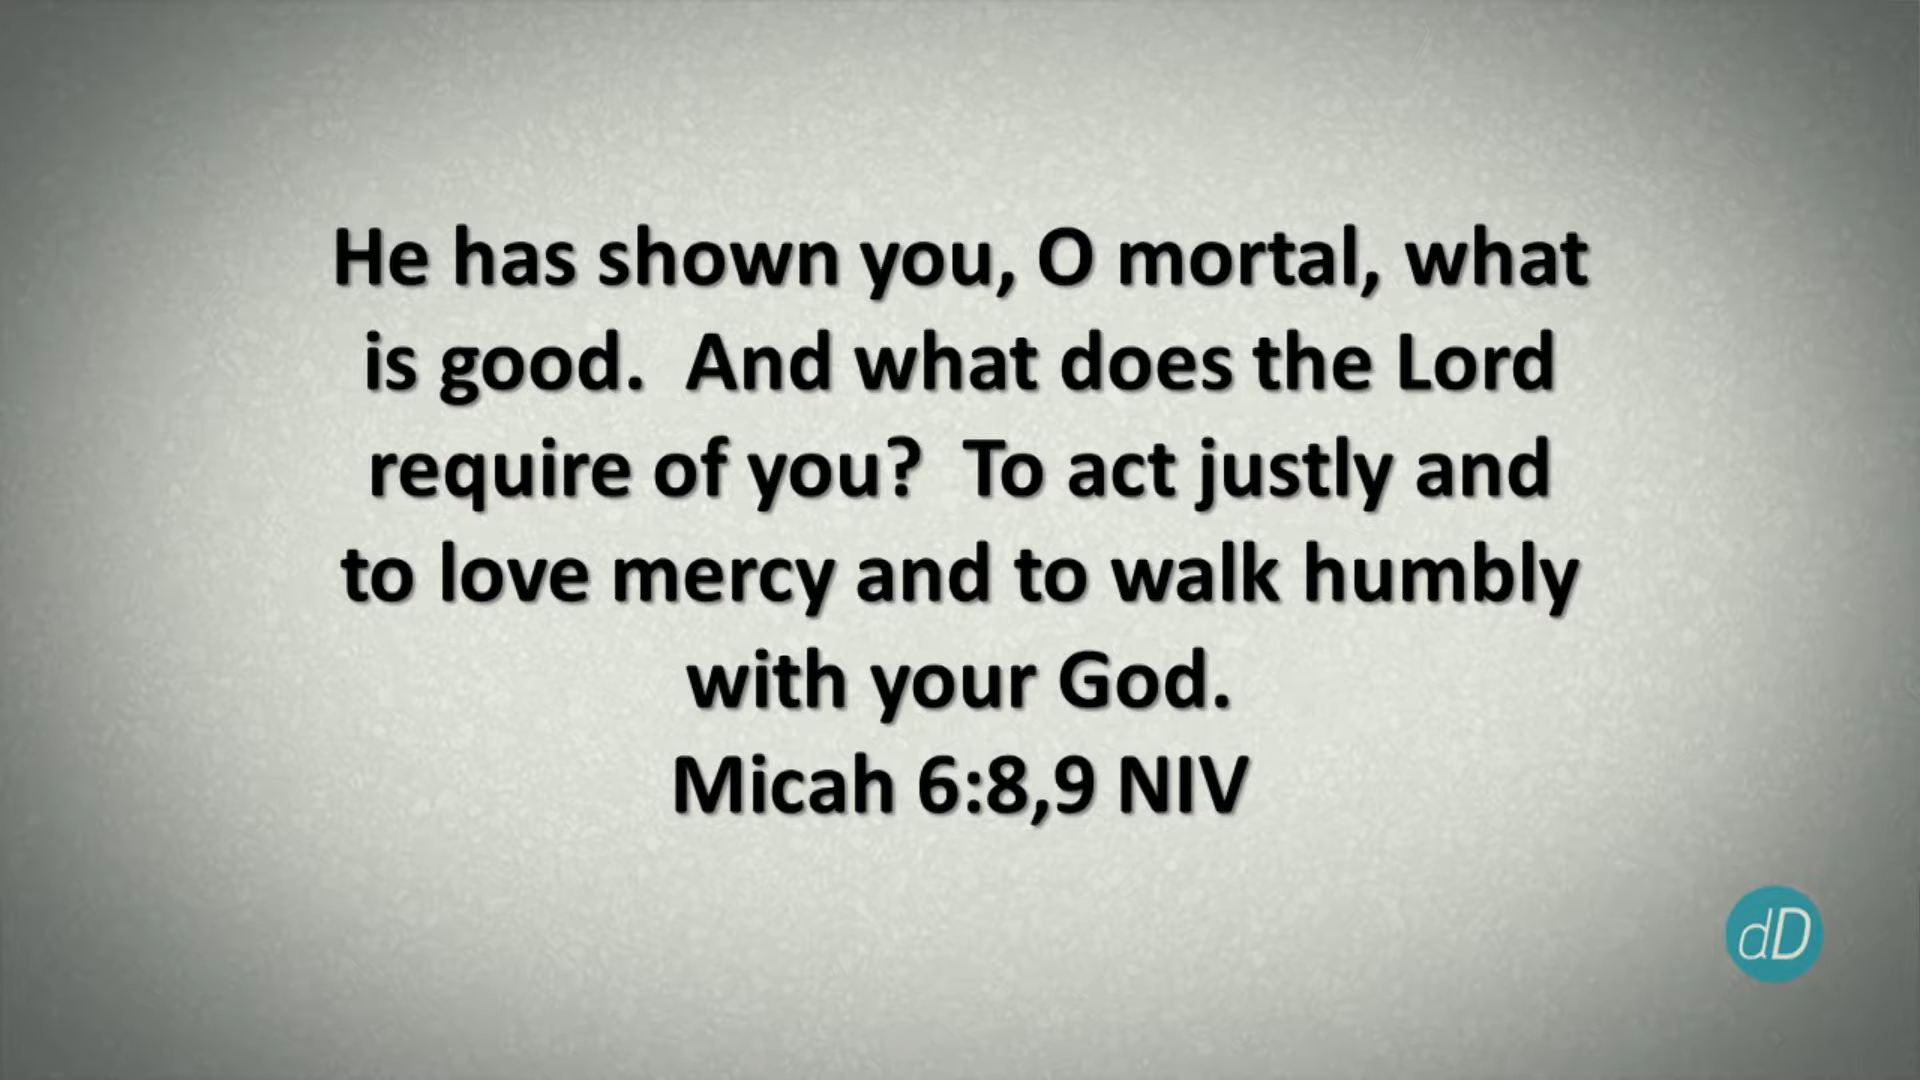 He has shown you, O mortal, what
is good.  And what does the Lord
require of you?  To act justly and
to love mercy and to walk humbly
with your God.
Micah 6:8,9 NIV
dD